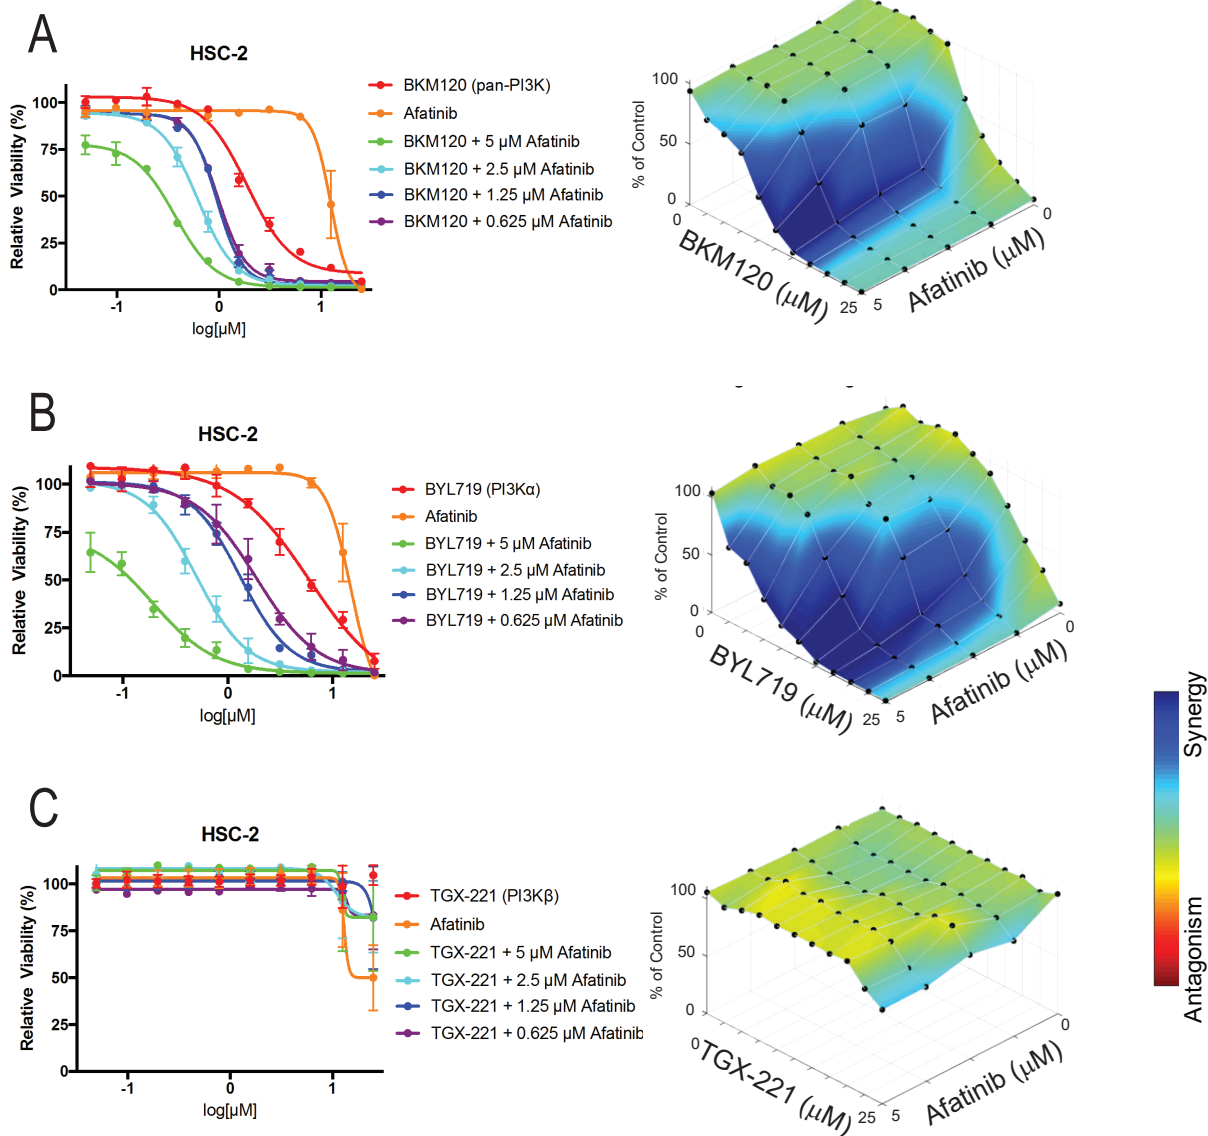 A
HSC-2
Relative Viability (%)
100
75
50
25
0
-1
0
1
log[µM]
BKM120 (pan-PI3K)
Afatinib
BKM120 + 5 µM Afatinib
BKM120 + 2.5 µM Afatinib
BKM120 + 1.25 µM Afatinib
BKM120 + 0.625 µM Afatinib
% of Control
100
50
0
0
BKM120 (µM)
25
5
Afatinib (µM)
0
B
HSC-2
Relative Viability (%)
100
75
50
25
0
-1
0
1
log[µM]
BYL719 (PI3Kα)
Afatinib
BYL719 + 5 µM Afatinib
BYL719 + 2.5 µM Afatinib
BYL719 + 1.25 µM Afatinib
BYL719 + 0.625 µM Afatinib
% of Control
100
50
0
0
BYL719 (µM)
25
5
Afatinib (µM)
0
Synergy
Antagonism
C
HSC-2
Relative Viability (%)
100
75
50
25
0
-1
0
1
log[µM]
TGX-221 (PI3Kβ)
Afatinib
TGX-221 + 5 µM Afatinib
TGX-221 + 2.5 µM Afatinib
TGX-221 + 1.25 µM Afatinib
TGX-221 + 0.625 µM Afatinib
% of Control
100
50
0
0
TGX-221 (µM)
25
5
Afatinib (µM)
0